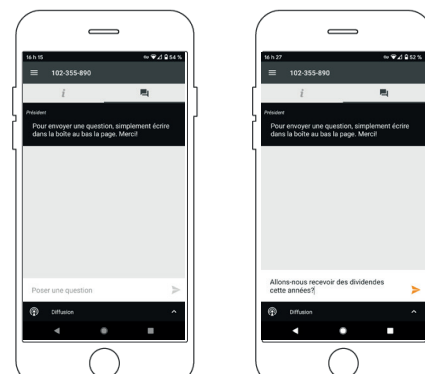 16 h 15
54 %
102-355-890
i
Président
Pour envoyer une question, simplement écrire
dans la boîte au bas la page. Merci!
Poser une question
Diffusion
16 h 27
52 %
102-355-890
i
Président
Pour envoyer une question, simplement écrire
dans la boîte au bas la page. Merci!
Allons-nous recevoir des dividendes
cette années?
Diffusion